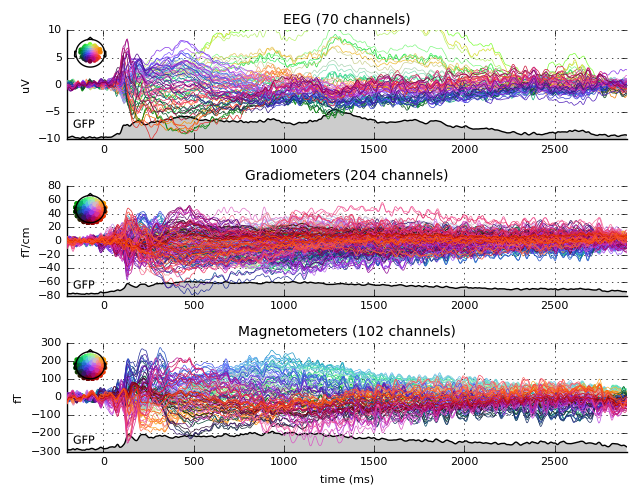 EEG (70 channels)
10
5
0
−5
−10
uV
GFP
0 500 1000 1500 2000 2500
Gradiometers (204 channels)
80
60
40
20
0
−20
−40
−60
−80
fT/cm
GFP
0 500 1000 1500 2000 2500
Magnetometers (102 channels)
300
200
100
0
−100
−200
−300
fT
GFP
0 500 1000 1500 2000 2500
time (ms)